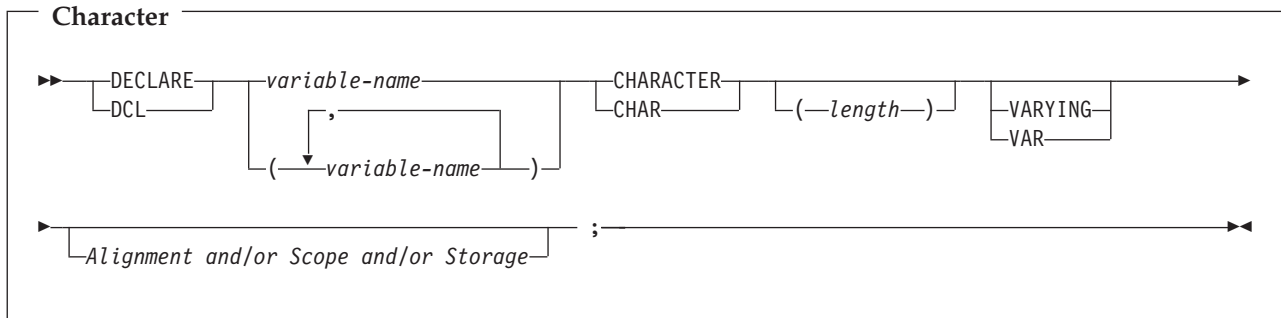 Character
DECLARE variable-name CHARACTER
DCL CHAR ( length ) VARYING
, VAR
( variable-name )
Alignment and/or Scope and/or Storage ;